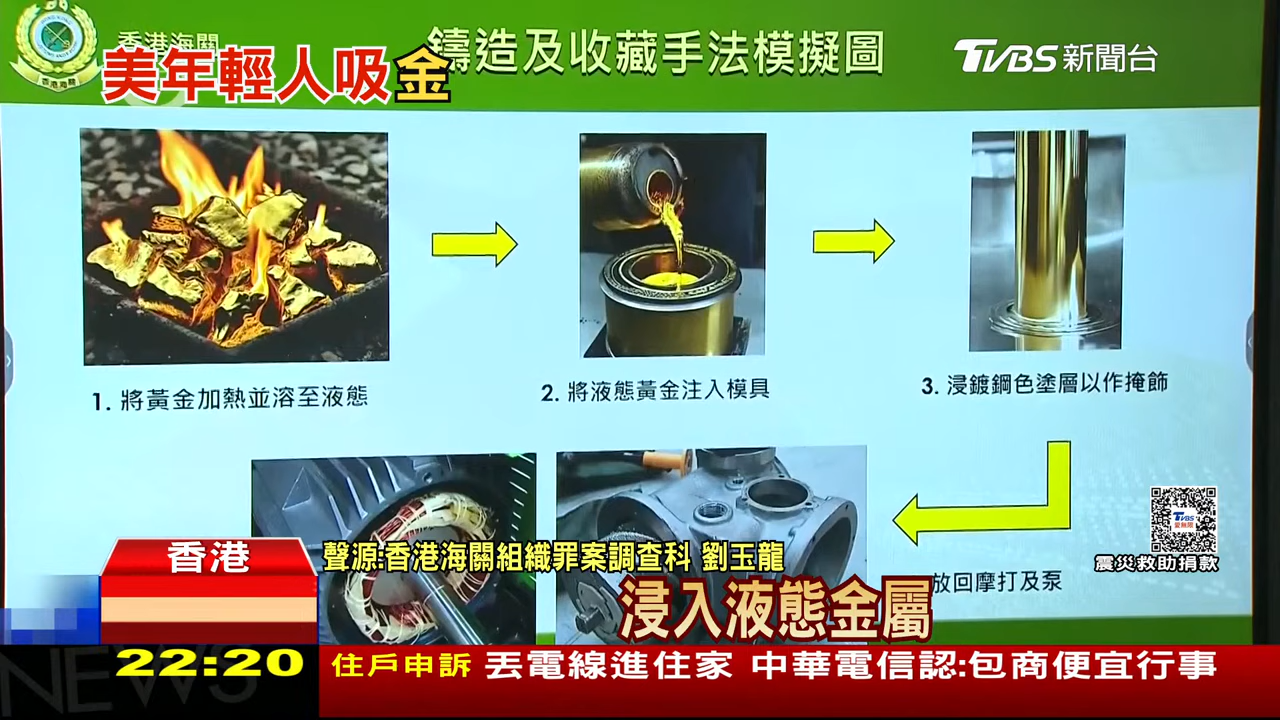 香港海關
美年輕人吸金
鑄造及收藏手法模擬圖
TVBS新聞台
1. 將黃金加熱並溶至液態
2. 將液態黃金注入模具
3. 浸鍍鋼色塗層以作掩飾
放回摩打及泵
TVBS
震災救助捐款
香港
聲源:香港海關組織罪案調查科 劉玉龍
浸入液態金屬
NEWS
22:20
住戶申訴 丟電線進住家 中華電信認:包商便宜行事